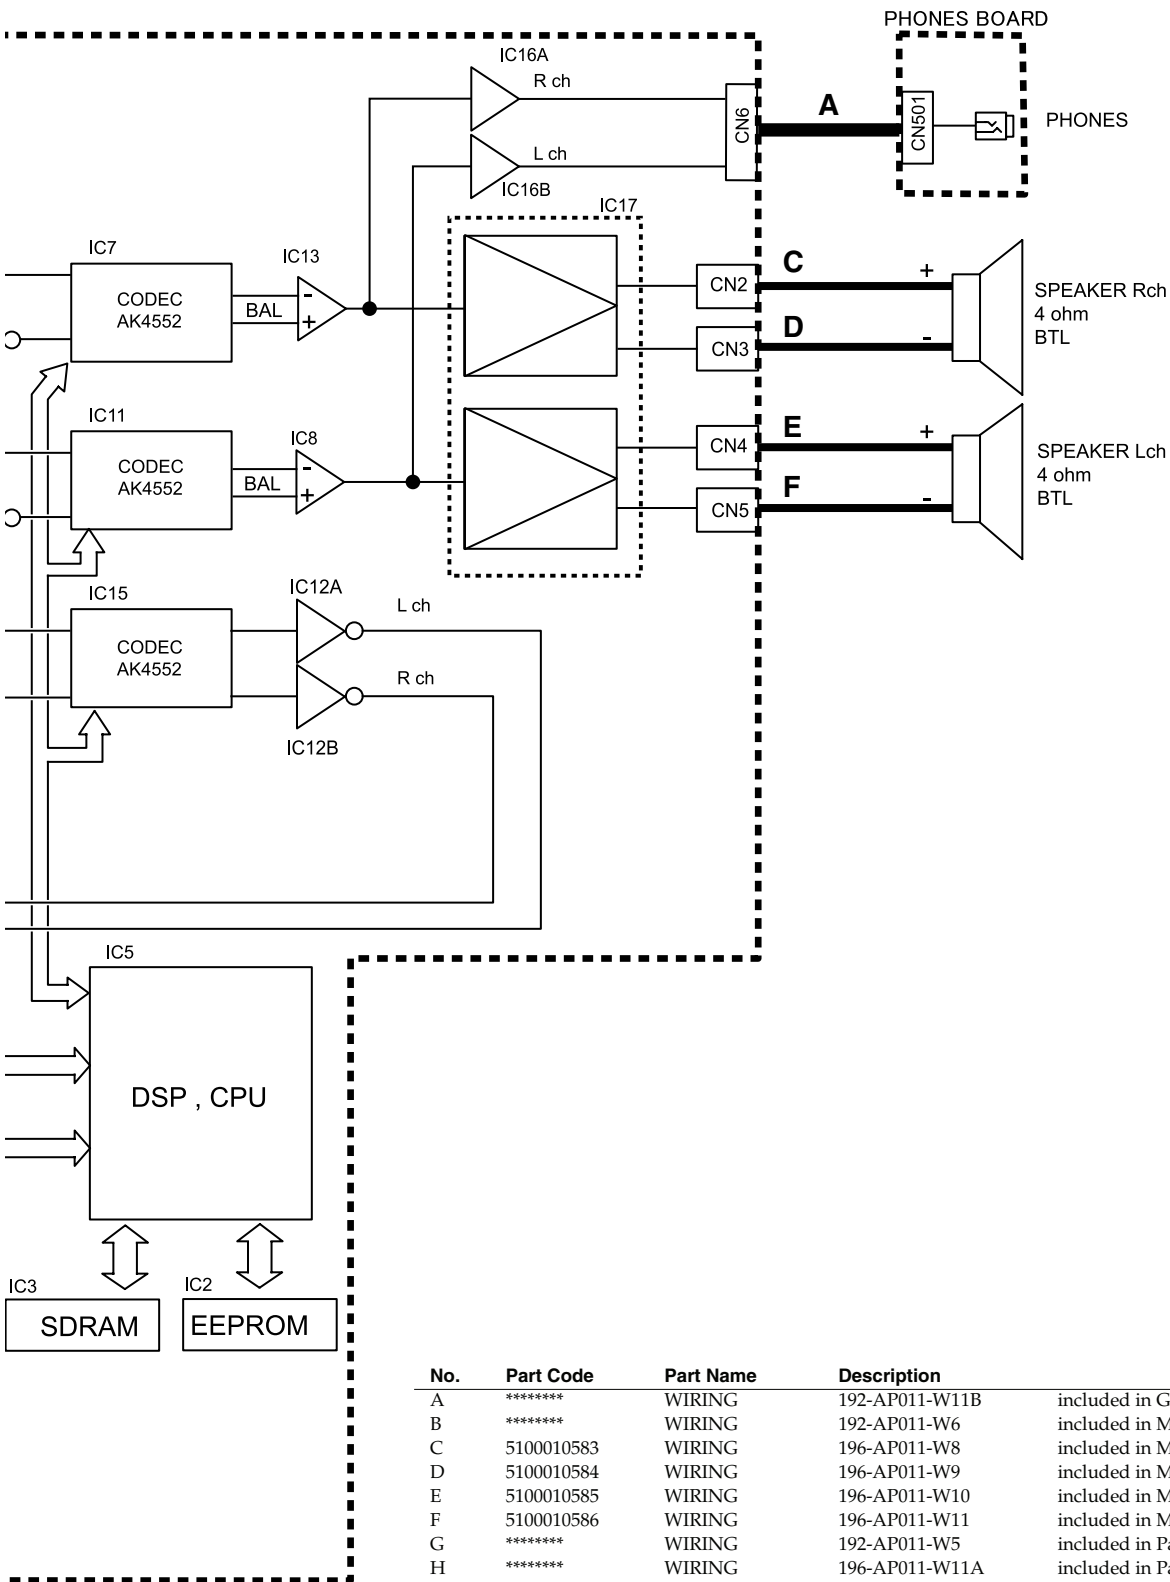 PHONES BOARD
IC16A
R ch
CN6
A
CN501
PHONES
L ch
IC16B
IC17
IC7
CODEC
AK4552
BAL
-
+
IC13
CN2
C
+
SPEAKER Rch
4 ohm
BTL
CN3
D
-
IC11
CODEC
AK4552
BAL
-
+
IC8
CN4
E
+
SPEAKER Lch
4 ohm
BTL
CN5
F
-
IC15
CODEC
AK4552
IC12A
L ch
R ch
IC12B
IC5
DSP , CPU
IC3
SDRAM
IC2
EEPROM
No. Part Code Part Name Description
A ******** WIRING 192-AP011-W11B included in G
B ******** WIRING 192-AP011-W6 included in M
C 5100010583 WIRING 196-AP011-W8 included in M
D 5100010584 WIRING 196-AP011-W9 included in M
E 5100010585 WIRING 196-AP011-W10 included in M
F 5100010586 WIRING 196-AP011-W11 included in M
G ******** WIRING 192-AP011-W5 included in Pa
H ******** WIRING 196-AP011-W11A included in Pa